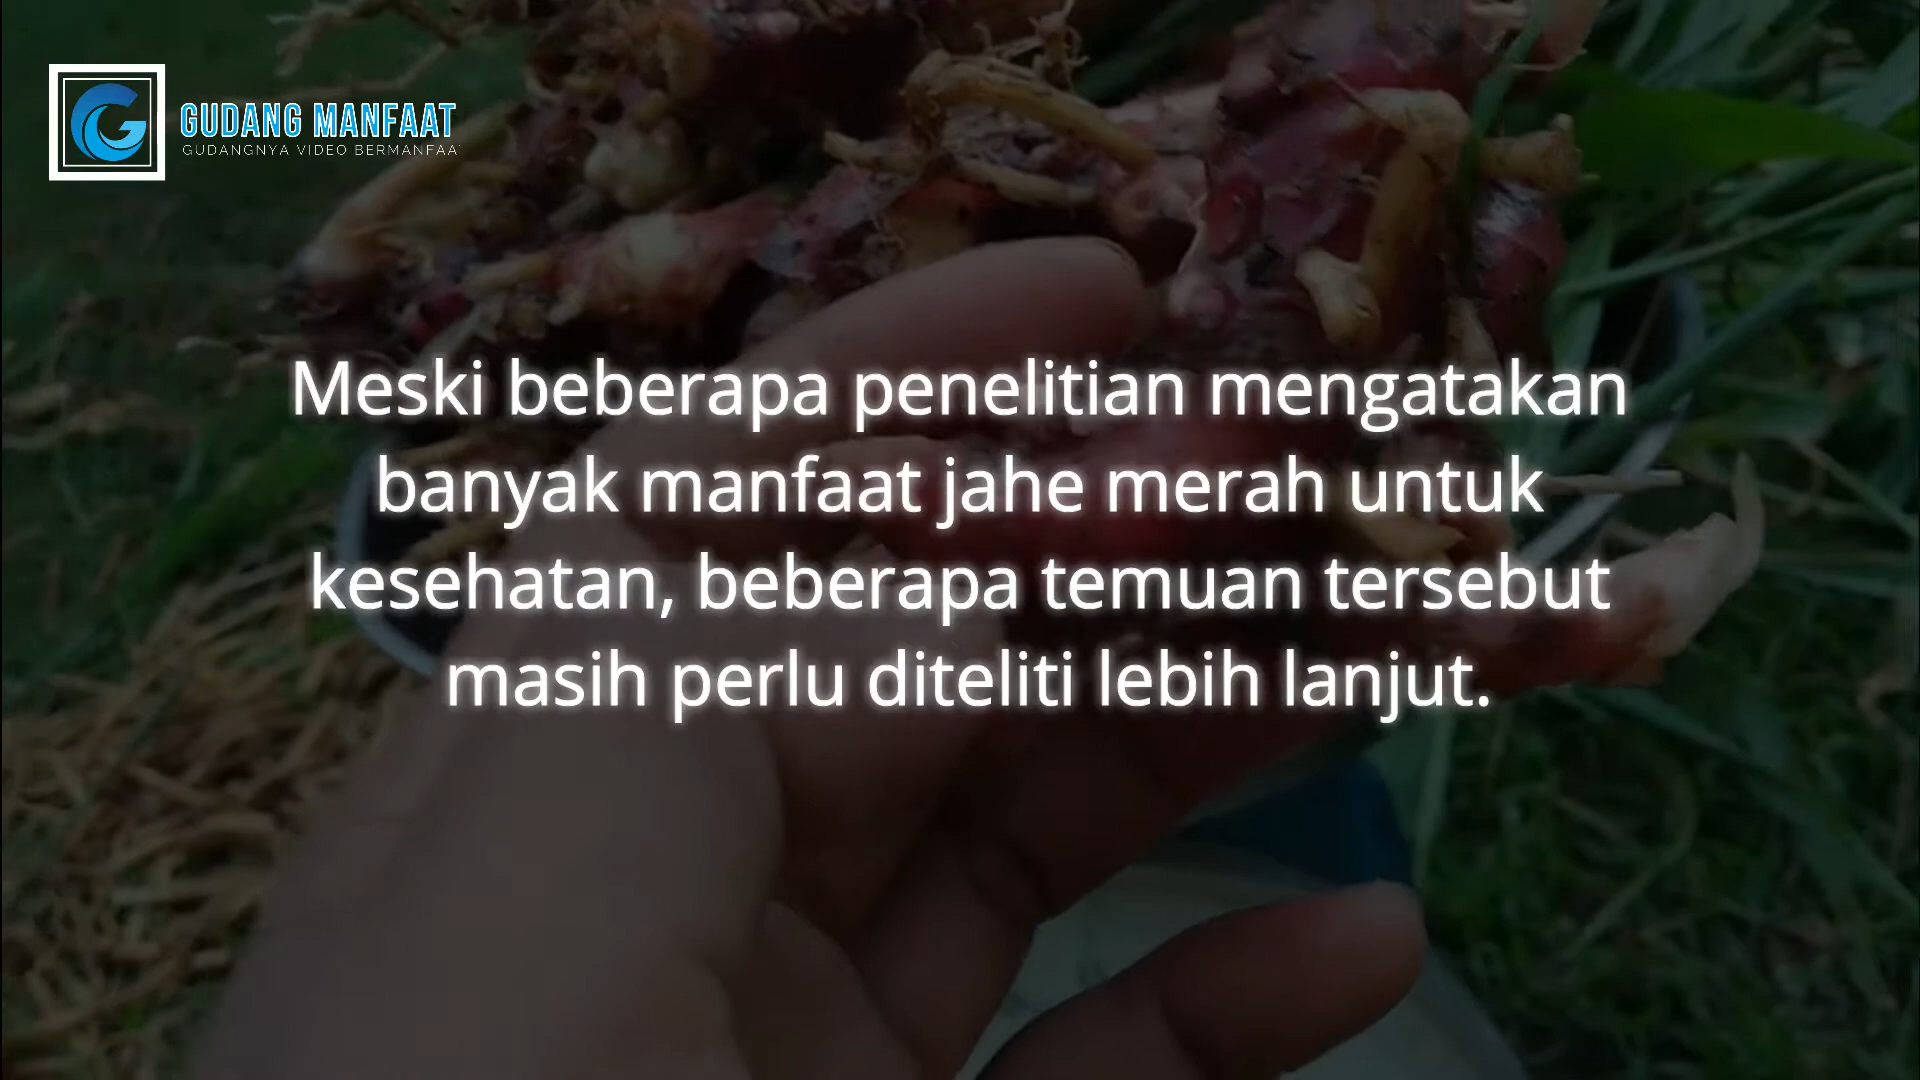 GUDANG MANFAAT
GUDANGNYA VIDEO BERMANFAA
Meski beberapa penelitian mengatakan
banyak manfaat jahe merah untuk
kesehatan, beberapa temuan tersebut
masih perlu diteliti lebih lanjut.